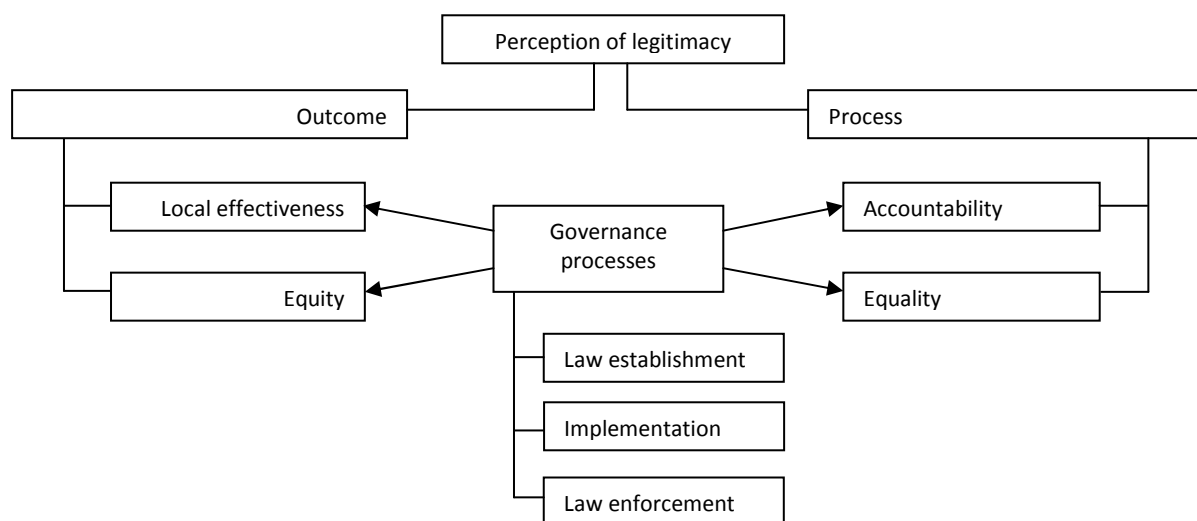 Perception of legitimacy
Outcome
Process
Local effectiveness
Accountability
Governance
processes
Equity
Equality
Law establishment
Implementation
Law enforcement